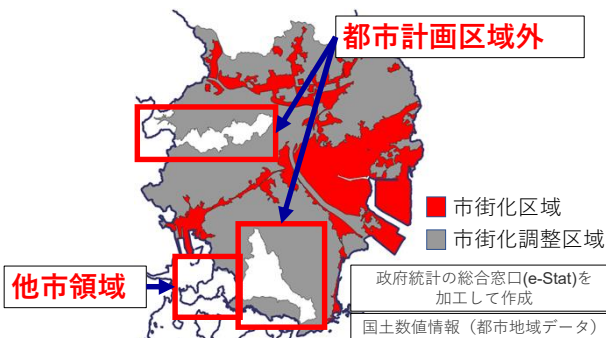 都市計画区域外
市街化区域
市街化調整区域
他市領域
政府統計の総合窓口(e-Stat)を
加工して作成
国土数値情報（都市地域データ）